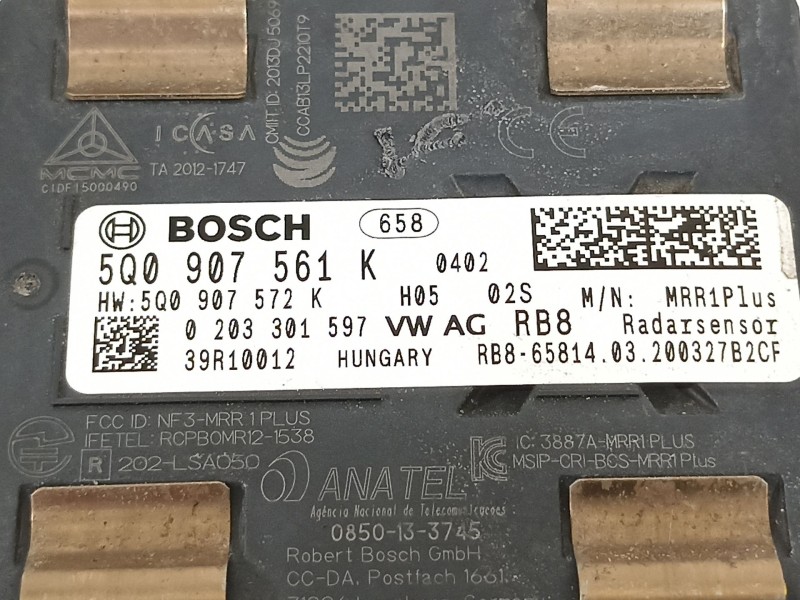 CMIT ID: 2013DJ5069
CCAB13LP2210T9
ICASA
TA 2012-1747
MCMC
CIDF15000490
CE
BOSCH 658
5Q0 907 561 K 0402
HW:5Q0 907 572 K H05 02S M/N: MRR1Plus
0 203 301 597 VW AG RB8 Radarsensor
39R10012 HUNGARY RB8-65814.03.200327B2CF
FCC ID: NF3-MRR1PLUS
IFETEL: RCPBOMR12-1538
R 202-LSA050
IC: 3887A-MRR1PLUS
MSIP-CRI-BCS-MRR1Plus
ANATEL
Agência Nacional de Telecomunicações
0850-13-3745
Robert Bosch GmbH
CC-DA, Postfach 1661,